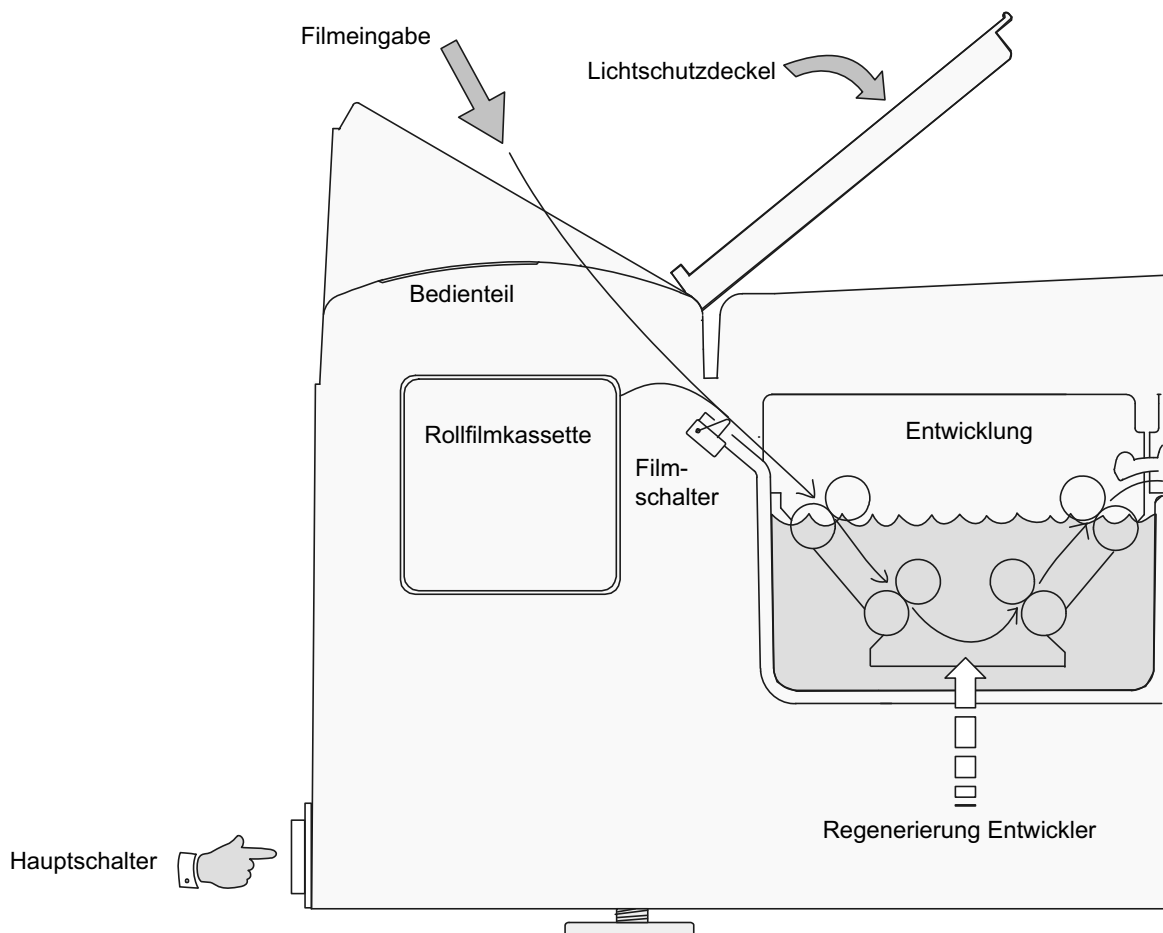 Filmeingabe
Lichtschutzdeckel
Bedienteil
Rollfilmkassette
Entwicklung
Film-
schalter
Regenerierung Entwickler
Hauptschalter